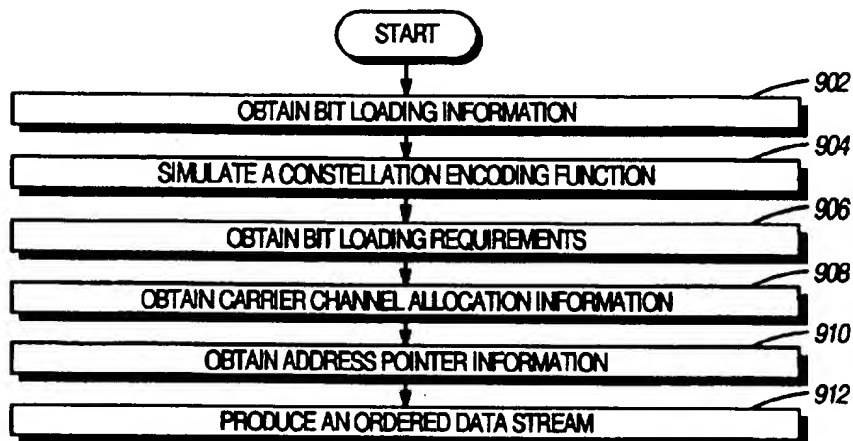 START
902
OBTAIN BIT LOADING INFORMATION
904
SIMULATE A CONSTELLATION ENCODING FUNCTION
906
OBTAIN BIT LOADING REQUIREMENTS
908
OBTAIN CARRIER CHANNEL ALLOCATION INFORMATION
910
OBTAIN ADDRESS POINTER INFORMATION
912
PRODUCE AN ORDERED DATA STREAM